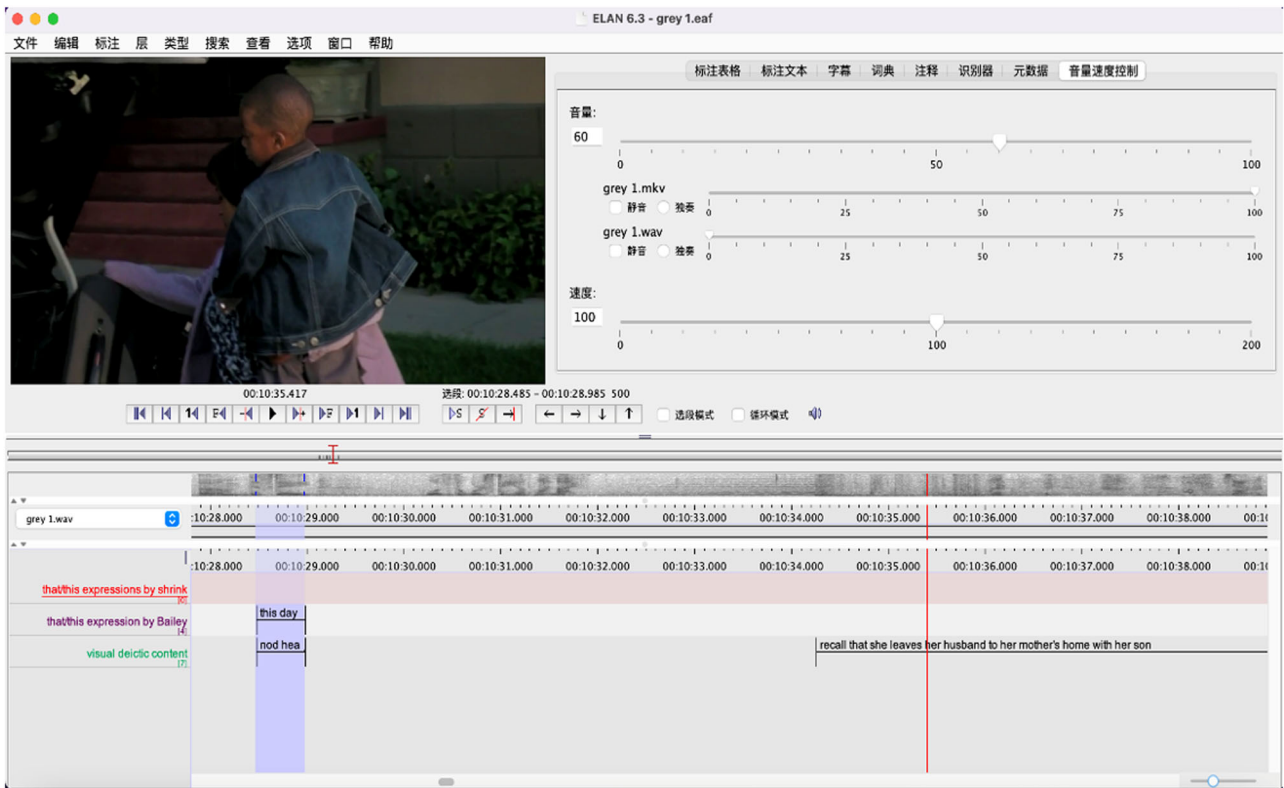 ELAN 6.3 - grey 1.eaf
文件 编辑 标注 层 类型 搜索 查看 选项 窗口 帮助
标注表格 标注文本 字幕 词典 注释 识别器 元数据 音量速度控制
音量:
60
0 50 100
grey 1.mkv
静音 独奏 0 25 50 75 100
grey 1.wav
静音 独奏 0 25 50 75 100
速度:
100
0 100 200
00:10:35.417 选段: 00:10:28.485 - 00:10:28.985 500
1 F F 1 S S 选段模式 循环模式
grey 1.wav :10:28.000 00:10:29.000 00:10:30.000 00:10:31.000 00:10:32.000 00:10:33.000 00:10:34.000 00:10:35.000 00:10:36.000 00:10:37.000 00:10:38.000 00:1(
:10:28.000 00:10:29.000 00:10:30.000 00:10:31.000 00:10:32.000 00:10:33.000 00:10:34.000 00:10:35.000 00:10:36.000 00:10:37.000 00:10:38.000 00:1(
that/this expressions by shrink
[0]
that/this expression by Bailey this day
[4]
visual deictic content nod hea recall that she leaves her husband to her mother's home with her son
[7]